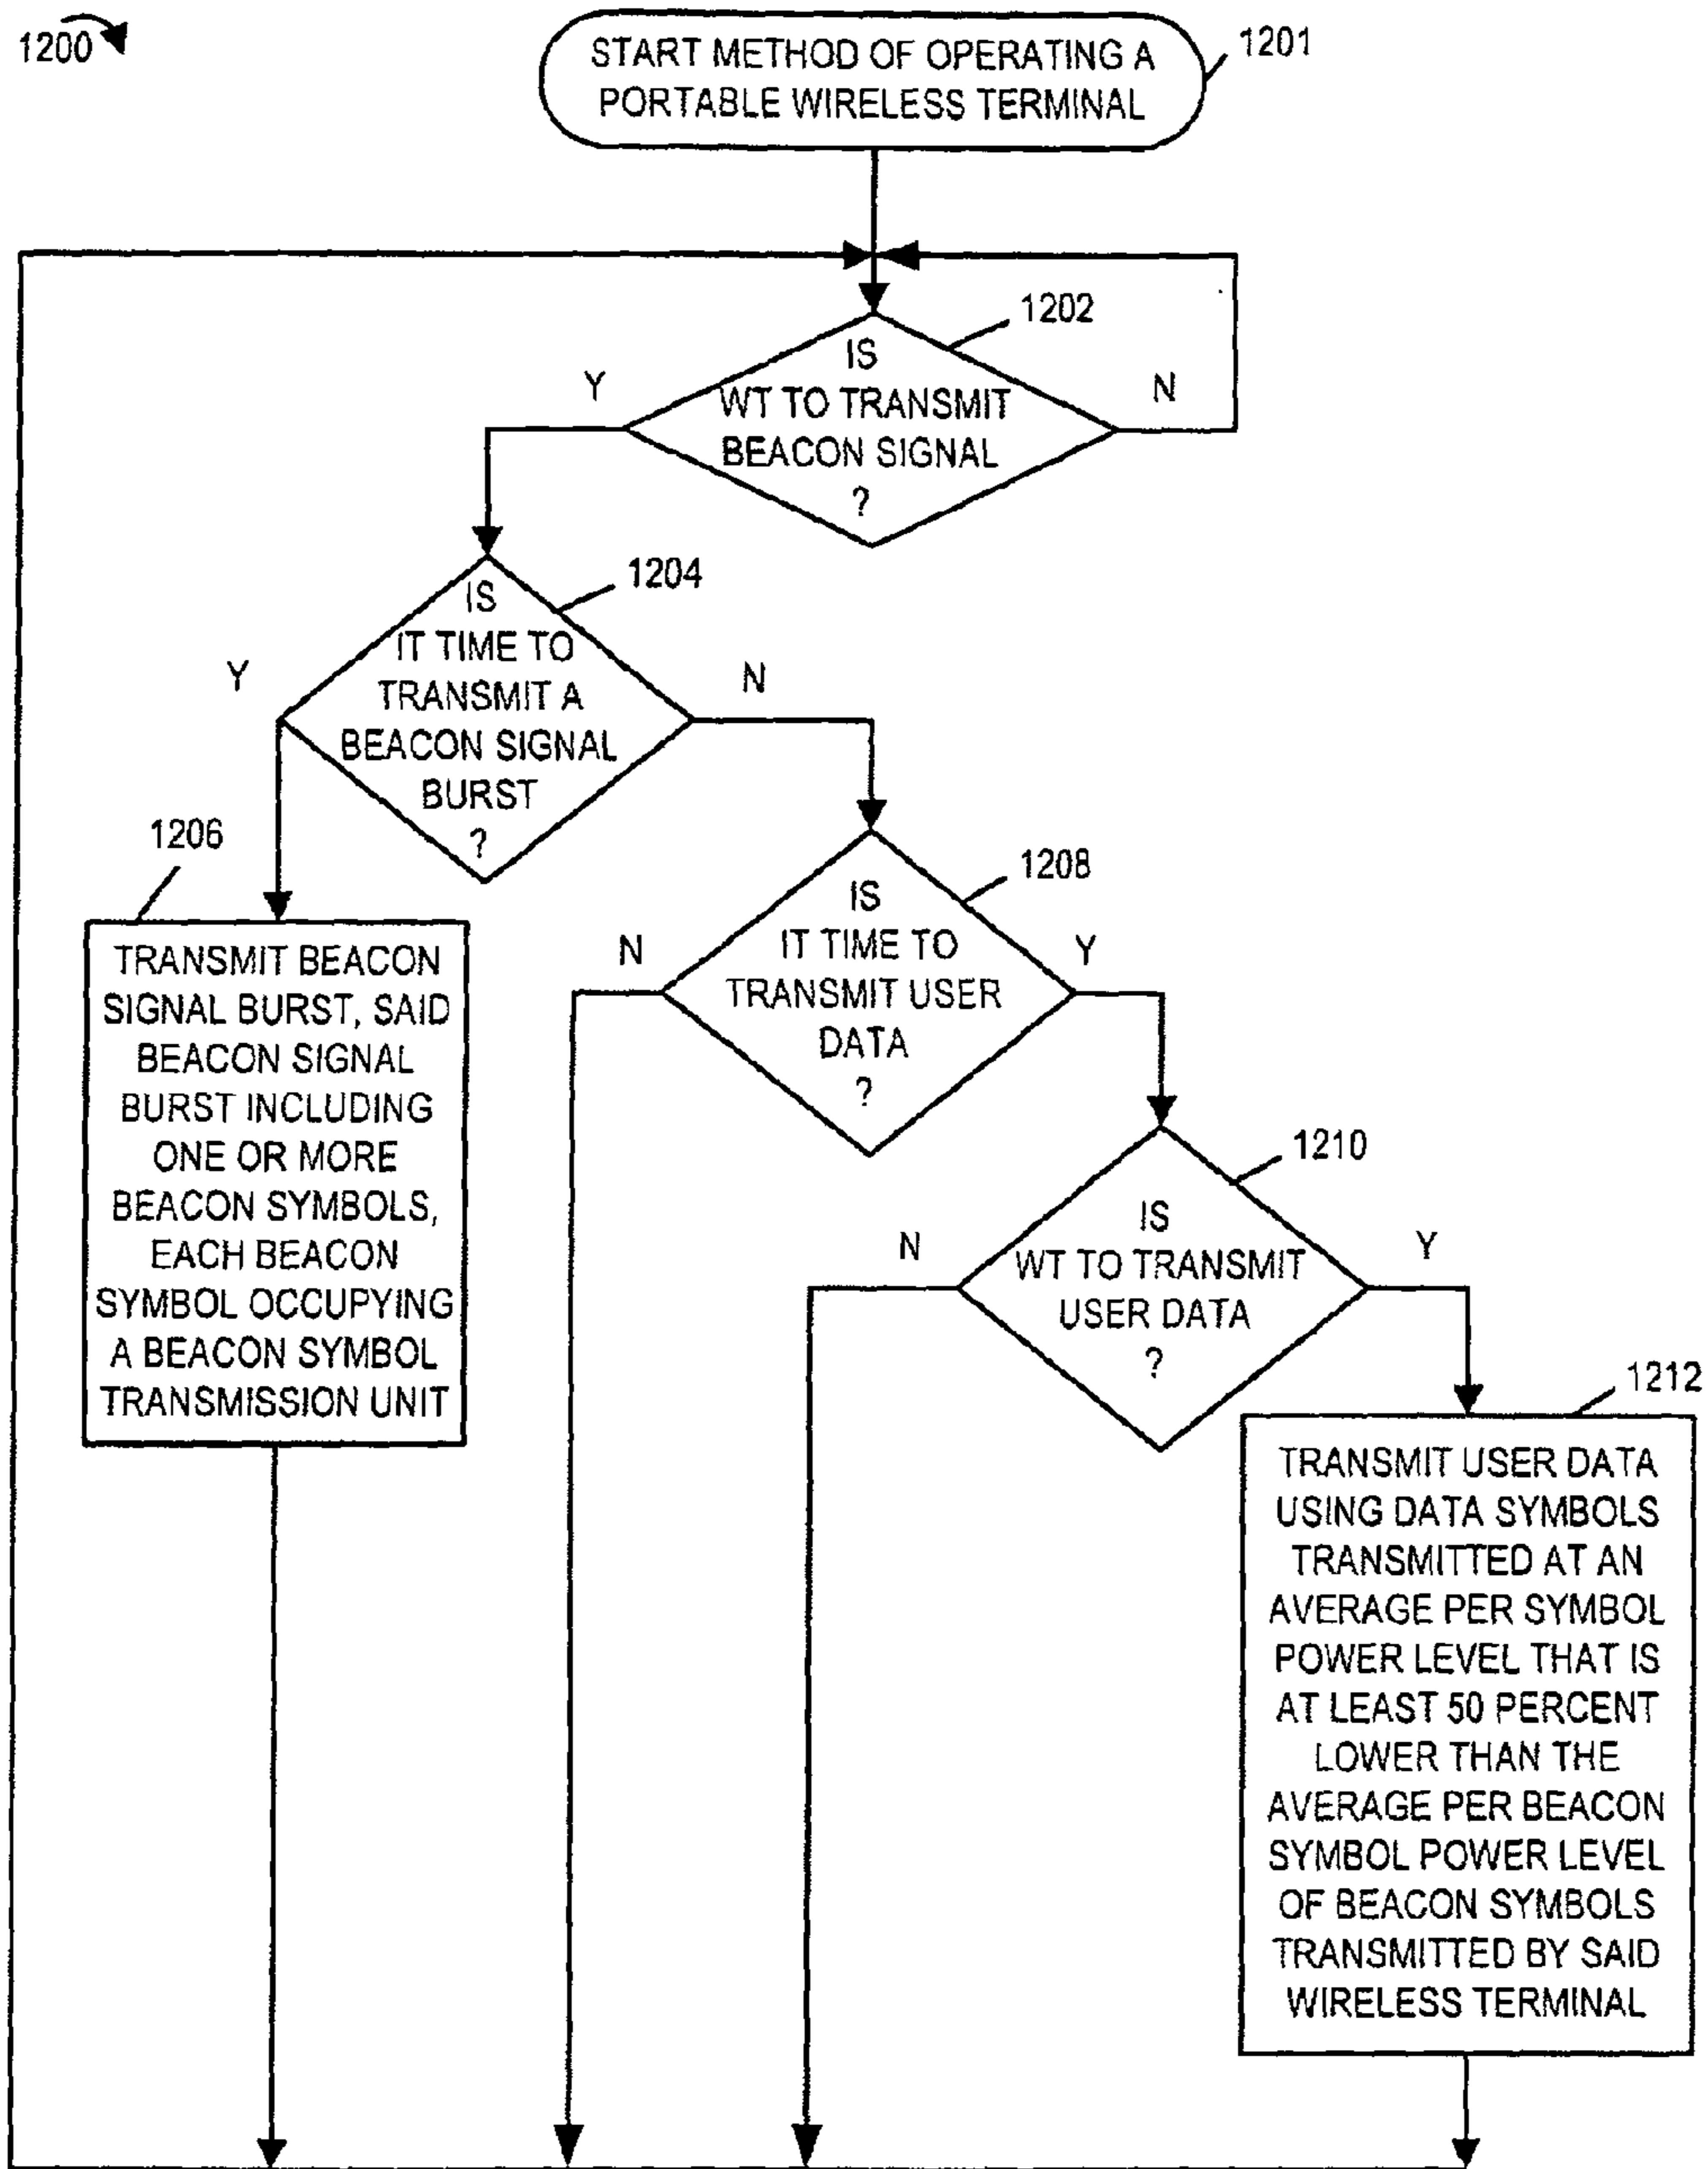 1200
START METHOD OF OPERATING A
PORTABLE WIRELESS TERMINAL
1201
1202
IS
WT TO TRANSMIT
BEACON SIGNAL
?
Y
N
1204
IS
IT TIME TO
TRANSMIT A
BEACON SIGNAL
BURST
?
Y
N
1206
TRANSMIT BEACON
SIGNAL BURST, SAID
BEACON SIGNAL
BURST INCLUDING
ONE OR MORE
BEACON SYMBOLS,
EACH BEACON
SYMBOL OCCUPYING
A BEACON SYMBOL
TRANSMISSION UNIT
1208
IS
IT TIME TO
TRANSMIT USER
DATA
?
N
Y
1210
IS
WT TO TRANSMIT
USER DATA
?
N
Y
1212
TRANSMIT USER DATA
USING DATA SYMBOLS
TRANSMITTED AT AN
AVERAGE PER SYMBOL
POWER LEVEL THAT IS
AT LEAST 50 PERCENT
LOWER THAN THE
AVERAGE PER BEACON
SYMBOL POWER LEVEL
OF BEACON SYMBOLS
TRANSMITTED BY SAID
WIRELESS TERMINAL